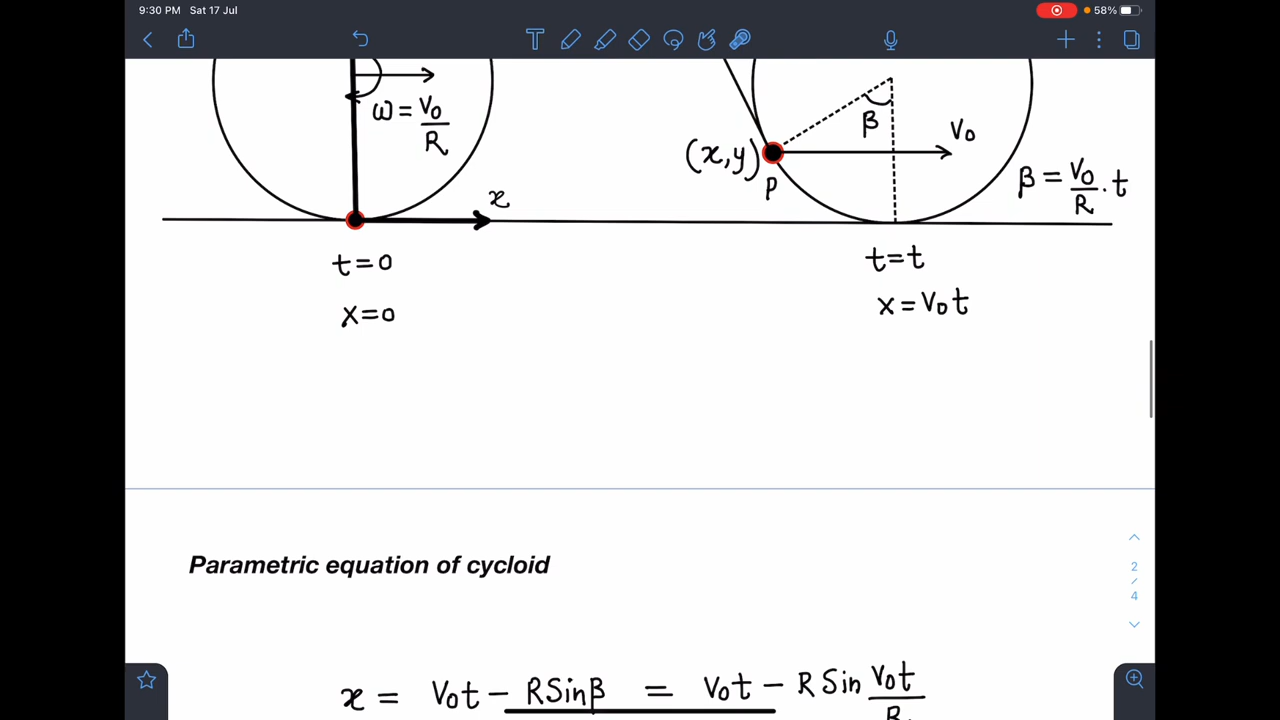 9:30 PM Sat 17 Jul
58%
T
ω = V₀/R
x
(x,y)
P
β
V₀
β = V₀/R . t
t=0
x=0
t=t
x = V₀t
Parametric equation of cycloid
2/4
x = V₀t - R Sinβ = V₀t - R Sin V₀t/R